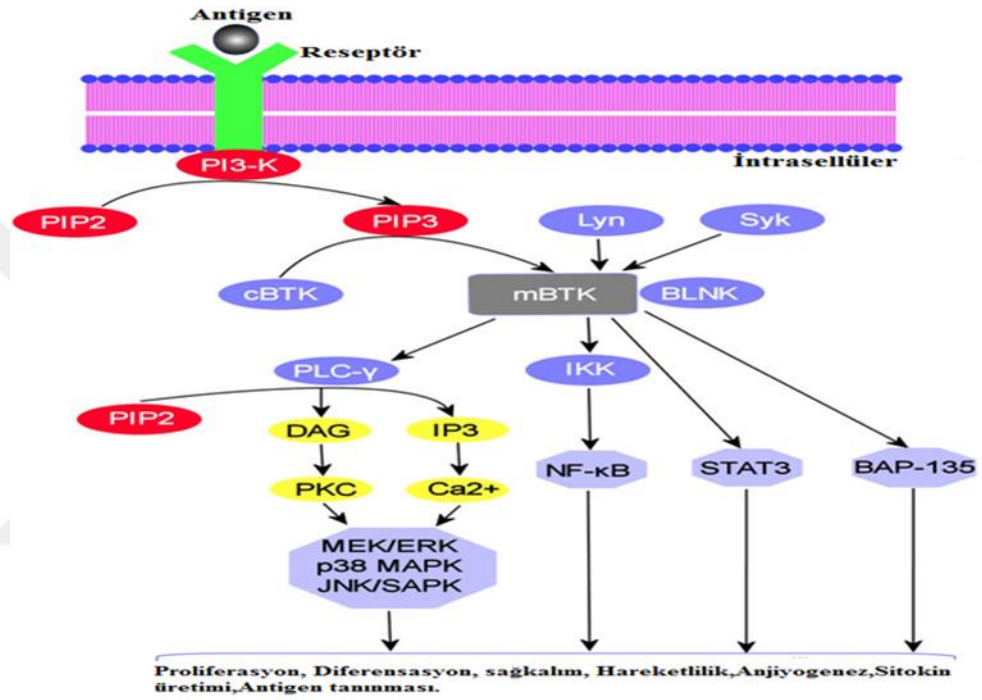 Antigen
Reseptör
İntrasellüler
PI3-K
PIP2
PIP3
Lyn
Syk
cBTK
mBTK
BLNK
PLC-γ
IKK
PIP2
DAG
IP3
NF-κB
STAT3
BAP-135
PKC
Ca2+
MEK/ERK
p38 MAPK
JNK/SAPK
Proliferasyon, Diferensasyon, sağkalım, Hareketlilik,Anjiyogenez,Sitokin
üretimi,Antigen tanınması.